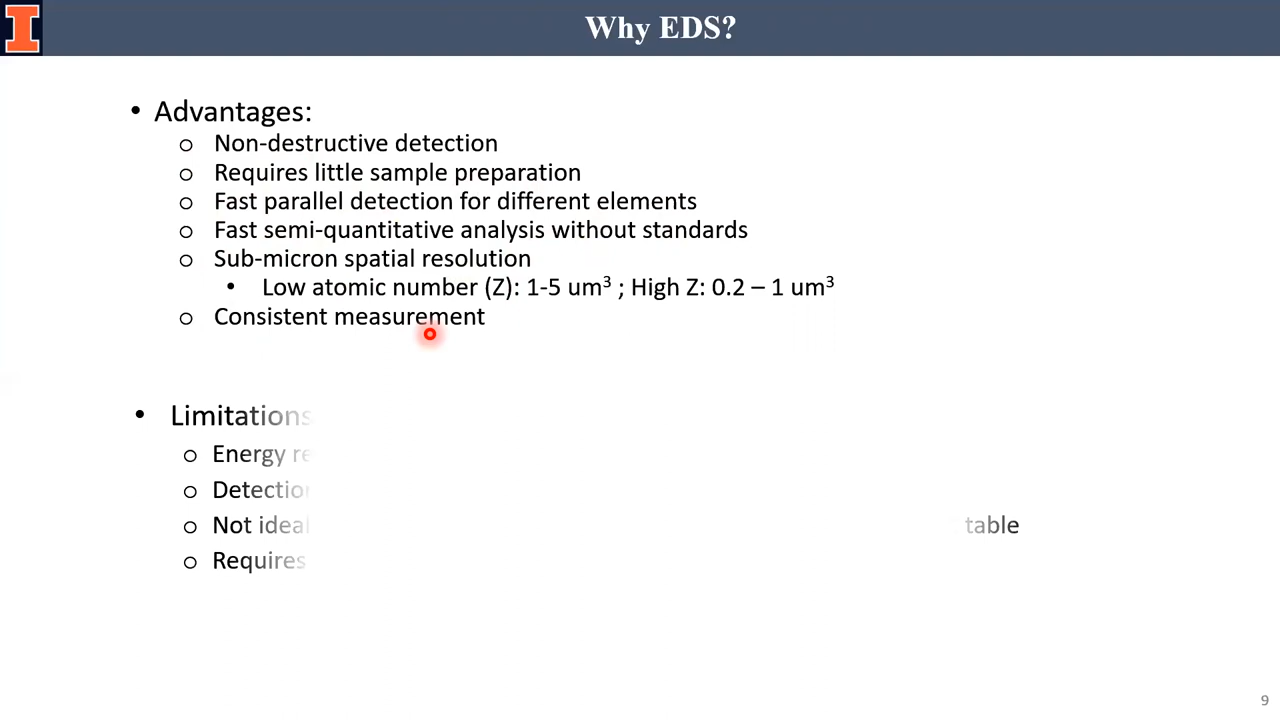 Why EDS?
• Advantages:
o Non-destructive detection
o Requires little sample preparation
o Fast parallel detection for different elements
o Fast semi-quantitative analysis without standards
o Sub-micron spatial resolution
• Low atomic number (Z): 1-5 um³ ; High Z: 0.2 – 1 um³
o Consistent measurement
• Limitations
o Energy
o Detection
o Not ideal table
o Requires
9